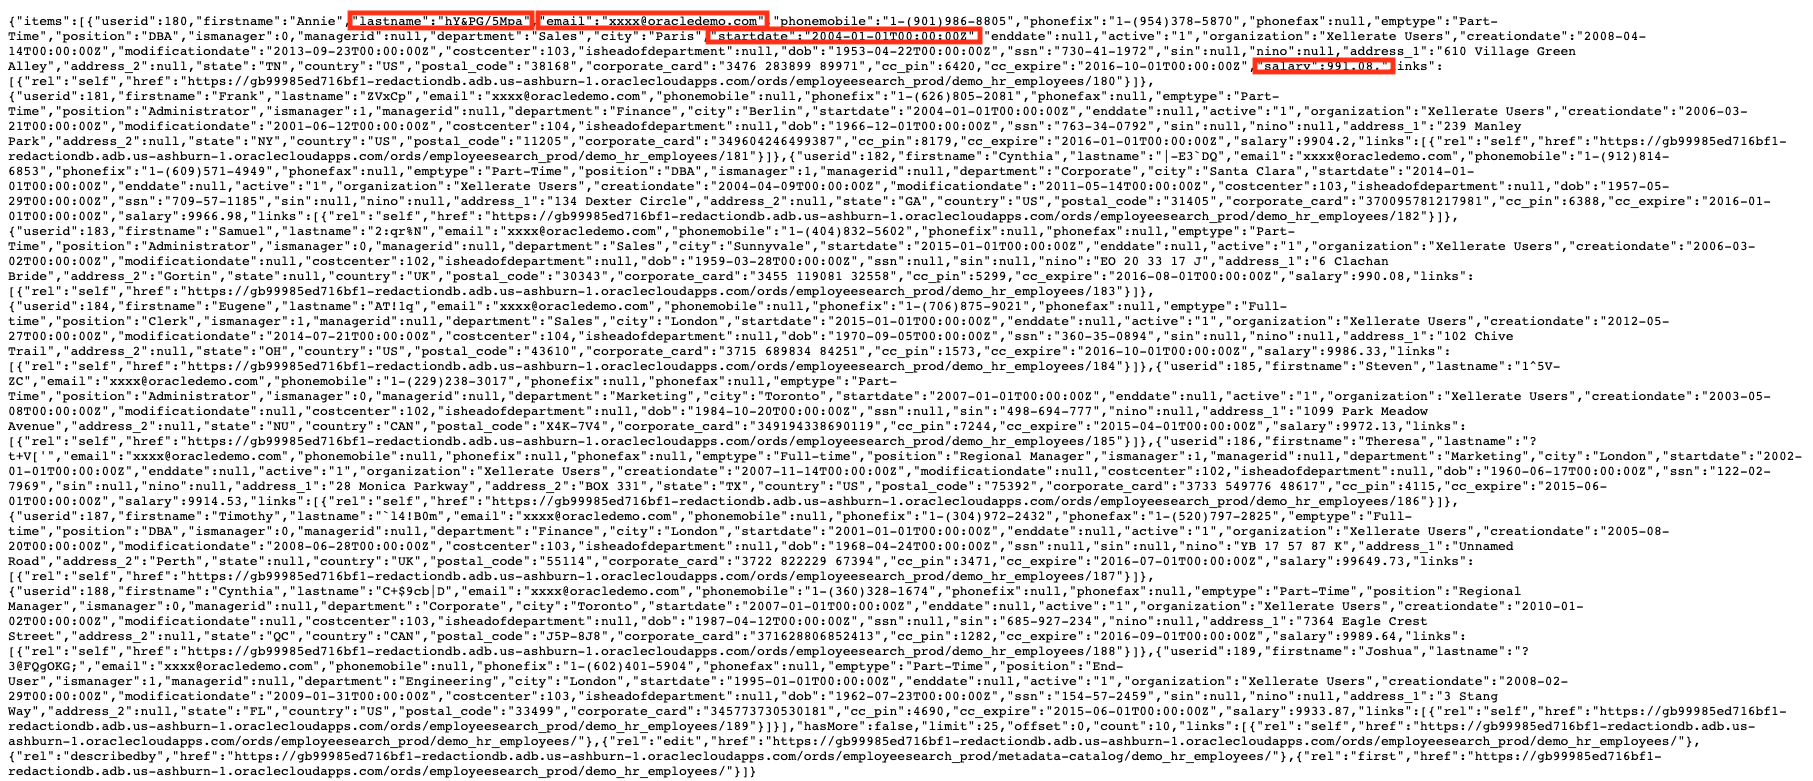 {"items":[{"userid":180,"firstname":"Annie","lastname":"hY&PG/5Mpa","email":"xxxx@oracledemo.com","phonemobile":"1-(901)986-8805","phonefix":"1-(954)378-5870","phonefax":null,"emptype":"Part-
Time","position":"DBA","ismanager":0,"managerid":null,"department":"Sales","city":"Paris","startdate":"2004-01-01T00:00:00Z","enddate":null,"active":"1","organization":"Xellerate Users","creationdate":"2008-04-
14T00:00:00Z","modificationdate":"2013-09-23T00:00:00Z","costcenter":103,"isheadofdepartment":null,"dob":"1953-04-22T00:00:00Z","ssn":"730-41-1972","sin":null,"nino":null,"address_1":"610 Village Green
Alley","address_2":null,"state":"TN","country":"US","postal_code":"38168","corporate_card":"3476 283899 89971","cc_pin":6420,"cc_expire":"2016-10-01T00:00:00Z","salary":991.08,"links":
[{"rel":"self","href":"https://gb99985ed716bf1-redactiondb.adb.us-ashburn-1.oraclecloudapps.com/ords/employeesearch_prod/demo_hr_employees/180"}]},
{"userid":181,"firstname":"Frank","lastname":"ZVxCp","email":"xxxx@oracledemo.com","phonemobile":null,"phonefix":"1-(626)805-2081","phonefax":null,"emptype":"Part-
Time","position":"Administrator","ismanager":1,"managerid":null,"department":"Finance","city":"Berlin","startdate":"2004-01-01T00:00:00Z","enddate":null,"active":"1","organization":"Xellerate Users","creationdate":"2006-03-
21T00:00:00Z","modificationdate":"2001-06-12T00:00:00Z","costcenter":104,"isheadofdepartment":null,"dob":"1966-12-01T00:00:00Z","ssn":"763-34-0792","sin":null,"nino":null,"address_1":"239 Manley
Park","address_2":null,"state":"NY","country":"US","postal_code":"11205","corporate_card":"349604246499387","cc_pin":8179,"cc_expire":"2016-01-01T00:00:00Z","salary":9904.2,"links":[{"rel":"self","href":"https://gb99985ed716bf1-
redactiondb.adb.us-ashburn-1.oraclecloudapps.com/ords/employeesearch_prod/demo_hr_employees/181"}]},{"userid":182,"firstname":"Cynthia","lastname":"|-E3`DQ","email":"xxxx@oracledemo.com","phonemobile":"1-(912)814-
6853","phonefix":"1-(609)571-4949","phonefax":null,"emptype":"Part-Time","position":"DBA","ismanager":1,"managerid":null,"department":"Corporate","city":"Santa Clara","startdate":"2014-01-
01T00:00:00Z","enddate":null,"active":"1","organization":"Xellerate Users","creationdate":"2004-04-09T00:00:00Z","modificationdate":"2011-05-14T00:00:00Z","costcenter":103,"isheadofdepartment":null,"dob":"1957-05-
29T00:00:00Z","ssn":"709-57-1185","sin":null,"nino":null,"address_1":"134 Dexter Circle","address_2":null,"state":"GA","country":"US","postal_code":"31405","corporate_card":"370095781217981","cc_pin":6388,"cc_expire":"2016-01-
01T00:00:00Z","salary":9966.98,"links":[{"rel":"self","href":"https://gb99985ed716bf1-redactiondb.adb.us-ashburn-1.oraclecloudapps.com/ords/employeesearch_prod/demo_hr_employees/182"}]},
{"userid":183,"firstname":"Samuel","lastname":"2:qr%N","email":"xxxx@oracledemo.com","phonemobile":"1-(404)832-5602","phonefix":null,"phonefax":null,"emptype":"Part-
Time","position":"Administrator","ismanager":0,"managerid":null,"department":"Sales","city":"Sunnyvale","startdate":"2015-01-01T00:00:00Z","enddate":null,"active":"1","organization":"Xellerate Users","creationdate":"2006-03-
02T00:00:00Z","modificationdate":null,"costcenter":102,"isheadofdepartment":null,"dob":"1959-03-28T00:00:00Z","ssn":null,"sin":null,"nino":"EO 20 33 17 J","address_1":"6 Clachan
Bride","address_2":"Gortin","state":null,"country":"UK","postal_code":"30343","corporate_card":"3455 119081 32558","cc_pin":5299,"cc_expire":"2016-08-01T00:00:00Z","salary":990.08,"links":
[{"rel":"self","href":"https://gb99985ed716bf1-redactiondb.adb.us-ashburn-1.oraclecloudapps.com/ords/employeesearch_prod/demo_hr_employees/183"}]},
{"userid":184,"firstname":"Eugene","lastname":"AT!1q","email":"xxxx@oracledemo.com","phonemobile":null,"phonefix":"1-(706)875-9021","phonefax":null,"emptype":"Full-
time","position":"Clerk","ismanager":1,"managerid":null,"department":"Sales","city":"London","startdate":"2015-01-01T00:00:00Z","enddate":null,"active":"1","organization":"Xellerate Users","creationdate":"2012-05-
27T00:00:00Z","modificationdate":"2014-07-21T00:00:00Z","costcenter":104,"isheadofdepartment":null,"dob":"1970-09-05T00:00:00Z","ssn":"360-35-0894","sin":null,"nino":null,"address_1":"102 Chive
Trail","address_2":null,"state":"OH","country":"US","postal_code":"43610","corporate_card":"3715 689834 84251","cc_pin":1573,"cc_expire":"2016-10-01T00:00:00Z","salary":9986.33,"links":
[{"rel":"self","href":"https://gb99985ed716bf1-redactiondb.adb.us-ashburn-1.oraclecloudapps.com/ords/employeesearch_prod/demo_hr_employees/184"}]},{"userid":185,"firstname":"Steven","lastname":"1^5V-
ZC","email":"xxxx@oracledemo.com","phonemobile":"1-(229)238-3017","phonefix":null,"phonefax":null,"emptype":"Part-
Time","position":"Administrator","ismanager":0,"managerid":null,"department":"Marketing","city":"Toronto","startdate":"2007-01-01T00:00:00Z","enddate":null,"active":"1","organization":"Xellerate Users","creationdate":"2003-05-
08T00:00:00Z","modificationdate":null,"costcenter":102,"isheadofdepartment":null,"dob":"1984-10-20T00:00:00Z","ssn":null,"sin":"498-694-777","nino":null,"address_1":"1099 Park Meadow
Avenue","address_2":null,"state":"NU","country":"CAN","postal_code":"X4K-7V4","corporate_card":"349194338690119","cc_pin":7244,"cc_expire":"2015-04-01T00:00:00Z","salary":9972.13,"links":
[{"rel":"self","href":"https://gb99985ed716bf1-redactiondb.adb.us-ashburn-1.oraclecloudapps.com/ords/employeesearch_prod/demo_hr_employees/185"}]},{"userid":186,"firstname":"Theresa","lastname":"?
t+V['","email":"xxxx@oracledemo.com","phonemobile":null,"phonefix":null,"phonefax":null,"emptype":"Full-time","position":"Regional Manager","ismanager":1,"managerid":null,"department":"Marketing","city":"London","startdate":"2002-
01-01T00:00:00Z","enddate":null,"active":"1","organization":"Xellerate Users","creationdate":"2007-11-14T00:00:00Z","modificationdate":null,"costcenter":102,"isheadofdepartment":null,"dob":"1960-06-17T00:00:00Z","ssn":"122-02-
7969","sin":null,"nino":null,"address_1":"28 Monica Parkway","address_2":"BOX 331","state":"TX","country":"US","postal_code":"75392","corporate_card":"3733 549776 48617","cc_pin":4115,"cc_expire":"2015-06-
01T00:00:00Z","salary":9914.53,"links":[{"rel":"self","href":"https://gb99985ed716bf1-redactiondb.adb.us-ashburn-1.oraclecloudapps.com/ords/employeesearch_prod/demo_hr_employees/186"}]},
{"userid":187,"firstname":"Timothy","lastname":"`l4!B0m","email":"xxxx@oracledemo.com","phonemobile":null,"phonefix":"1-(304)972-2432","phonefax":"1-(520)797-2825","emptype":"Full-
time","position":"DBA","ismanager":0,"managerid":null,"department":"Finance","city":"London","startdate":"2001-01-01T00:00:00Z","enddate":null,"active":"1","organization":"Xellerate Users","creationdate":"2005-08-
20T00:00:00Z","modificationdate":"2008-06-28T00:00:00Z","costcenter":103,"isheadofdepartment":null,"dob":"1968-04-24T00:00:00Z","ssn":null,"sin":null,"nino":"YB 17 57 87 K","address_1":"Unnamed
Road","address_2":"Perth","state":null,"country":"UK","postal_code":"55114","corporate_card":"3722 822229 67394","cc_pin":3471,"cc_expire":"2016-07-01T00:00:00Z","salary":99649.73,"links":
[{"rel":"self","href":"https://gb99985ed716bf1-redactiondb.adb.us-ashburn-1.oraclecloudapps.com/ords/employeesearch_prod/demo_hr_employees/187"}]},
{"userid":188,"firstname":"Cynthia","lastname":"C+$9cb|D","email":"xxxx@oracledemo.com","phonemobile":"1-(360)328-1674","phonefix":null,"phonefax":null,"emptype":"Part-Time","position":"Regional
Manager","ismanager":0,"managerid":null,"department":"Corporate","city":"Toronto","startdate":"2007-01-01T00:00:00Z","enddate":null,"active":"1","organization":"Xellerate Users","creationdate":"2010-01-
02T00:00:00Z","modificationdate":null,"costcenter":103,"isheadofdepartment":null,"dob":"1987-04-12T00:00:00Z","ssn":null,"sin":"685-927-234","nino":null,"address_1":"7364 Eagle Crest
Street","address_2":null,"state":"QC","country":"CAN","postal_code":"J5P-8J8","corporate_card":"371628806852413","cc_pin":1282,"cc_expire":"2016-09-01T00:00:00Z","salary":9989.64,"links":
[{"rel":"self","href":"https://gb99985ed716bf1-redactiondb.adb.us-ashburn-1.oraclecloudapps.com/ords/employeesearch_prod/demo_hr_employees/188"}]},{"userid":189,"firstname":"Joshua","lastname":"?
3@FQgOKG;","email":"xxxx@oracledemo.com","phonemobile":null,"phonefix":"1-(602)401-5904","phonefax":null,"emptype":"Part-Time","position":"End-
User","ismanager":1,"managerid":null,"department":"Engineering","city":"London","startdate":"1995-01-01T00:00:00Z","enddate":null,"active":"1","organization":"Xellerate Users","creationdate":"2008-02-
29T00:00:00Z","modificationdate":"2009-01-31T00:00:00Z","costcenter":103,"isheadofdepartment":null,"dob":"1962-07-23T00:00:00Z","ssn":"154-57-2459","sin":null,"nino":null,"address_1":"3 Stang
Way","address_2":null,"state":"FL","country":"US","postal_code":"33499","corporate_card":"345773730530181","cc_pin":4690,"cc_expire":"2015-06-01T00:00:00Z","salary":9933.87,"links":[{"rel":"self","href":"https://gb99985ed716bf1-
redactiondb.adb.us-ashburn-1.oraclecloudapps.com/ords/employeesearch_prod/demo_hr_employees/189"}]}],"hasMore":false,"limit":25,"offset":0,"count":10,"links":[{"rel":"self","href":"https://gb99985ed716bf1-redactiondb.adb.us-
ashburn-1.oraclecloudapps.com/ords/employeesearch_prod/demo_hr_employees/"},{"rel":"edit","href":"https://gb99985ed716bf1-redactiondb.adb.us-ashburn-1.oraclecloudapps.com/ords/employeesearch_prod/demo_hr_employees/"},
{"rel":"describedby","href":"https://gb99985ed716bf1-redactiondb.adb.us-ashburn-1.oraclecloudapps.com/ords/employeesearch_prod/metadata-catalog/demo_hr_employees/"},{"rel":"first","href":"https://gb99985ed716bf1-
redactiondb.adb.us-ashburn-1.oraclecloudapps.com/ords/employeesearch_prod/demo_hr_employees/"}]}